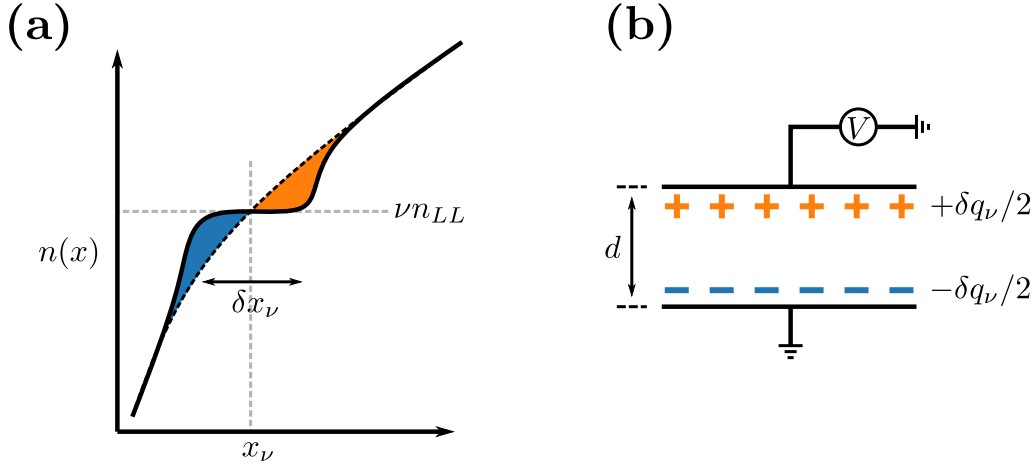 (a)
n(x)
νn_{LL}
δx_ν
x_ν
(b)
V
+δq_ν/2
d
−δq_ν/2